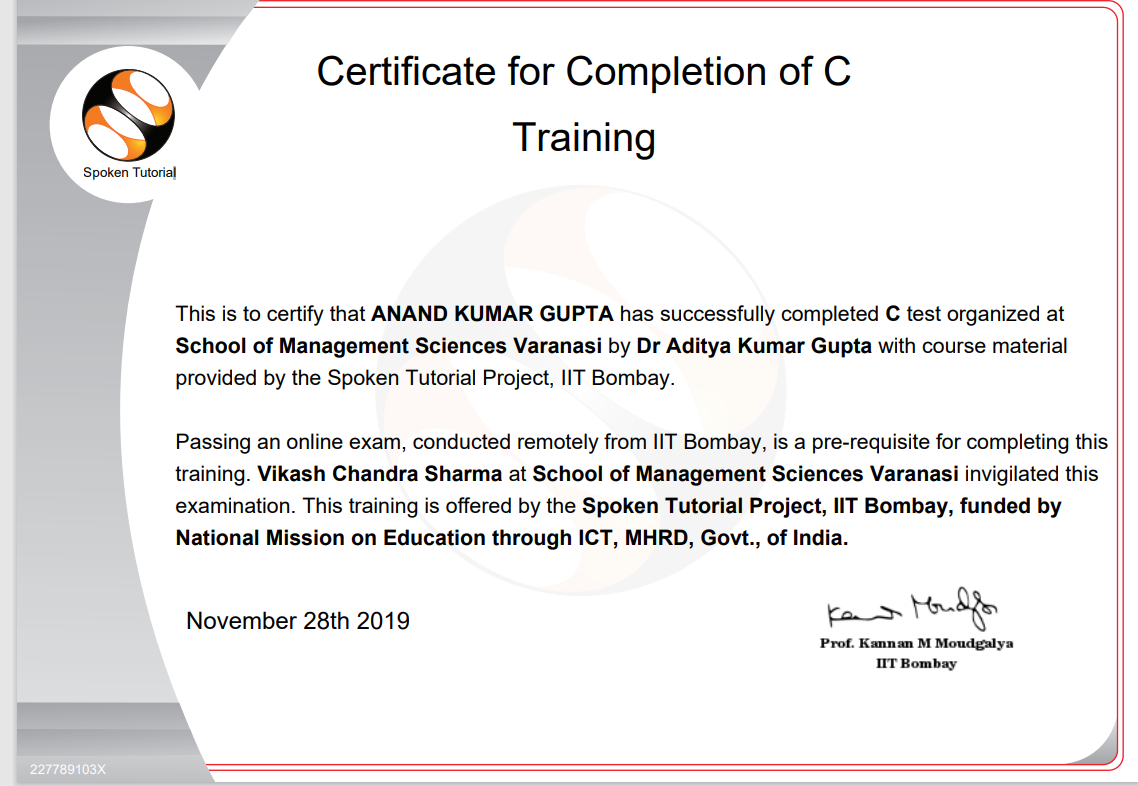 Certificate for Completion of C
Training
Spoken Tutorial
This is to certify that ANAND KUMAR GUPTA has successfully completed C test organized at
School of Management Sciences Varanasi by Dr Aditya Kumar Gupta with course material
provided by the Spoken Tutorial Project, IIT Bombay.
Passing an online exam, conducted remotely from IIT Bombay, is a pre-requisite for completing this
training. Vikash Chandra Sharma at School of Management Sciences Varanasi invigilated this
examination. This training is offered by the Spoken Tutorial Project, IIT Bombay, funded by
National Mission on Education through ICT, MHRD, Govt., of India.
November 28th 2019
Prof. Kannan M Moudgalya
IIT Bombay
227789103X